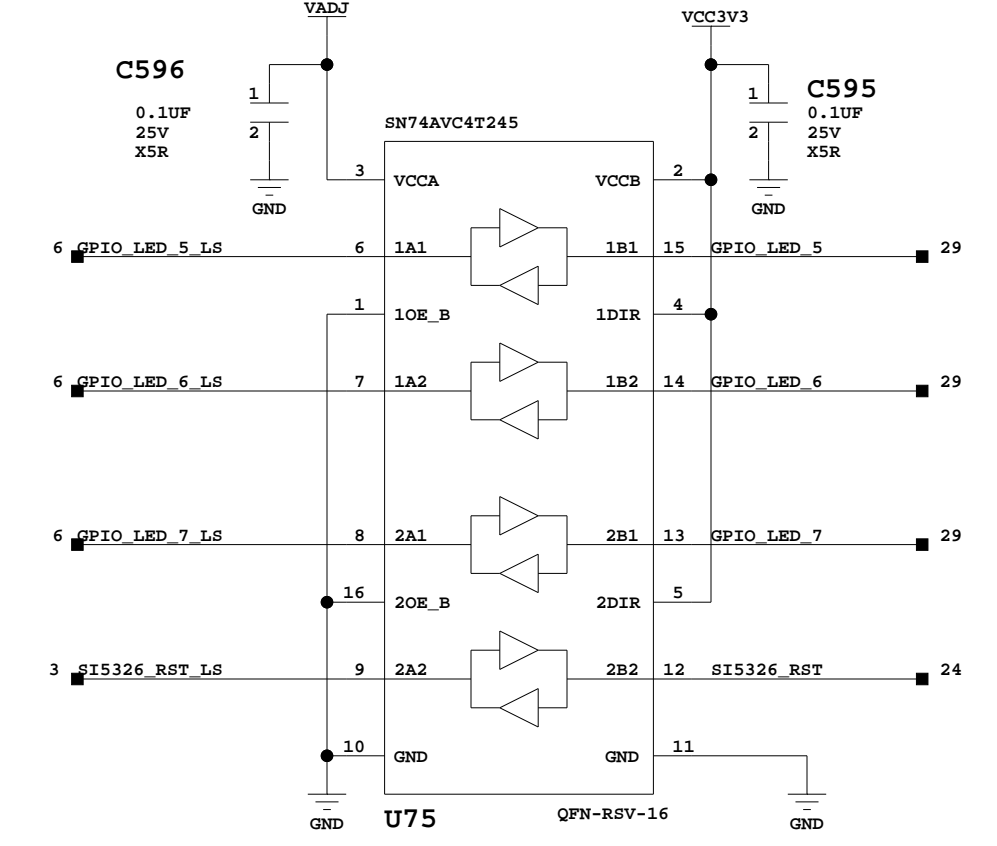 VADJ
VCC3V3
C596
1
0.1UF
25V
X5R
2
GND
C595
1
0.1UF
25V
X5R
2
GND
SN74AVC4T245
3 VCCA VCCB 2
6 GPIO_LED_5_LS 6 1A1 1B1 15 GPIO_LED_5 29
1 1OE_B 1DIR 4
6 GPIO_LED_6_LS 7 1A2 1B2 14 GPIO_LED_6 29
6 GPIO_LED_7_LS 8 2A1 2B1 13 GPIO_LED_7 29
16 2OE_B 2DIR 5
3 SI5326_RST_LS 9 2A2 2B2 12 SI5326_RST 24
10 GND GND 11
GND U75 QFN-RSV-16 GND